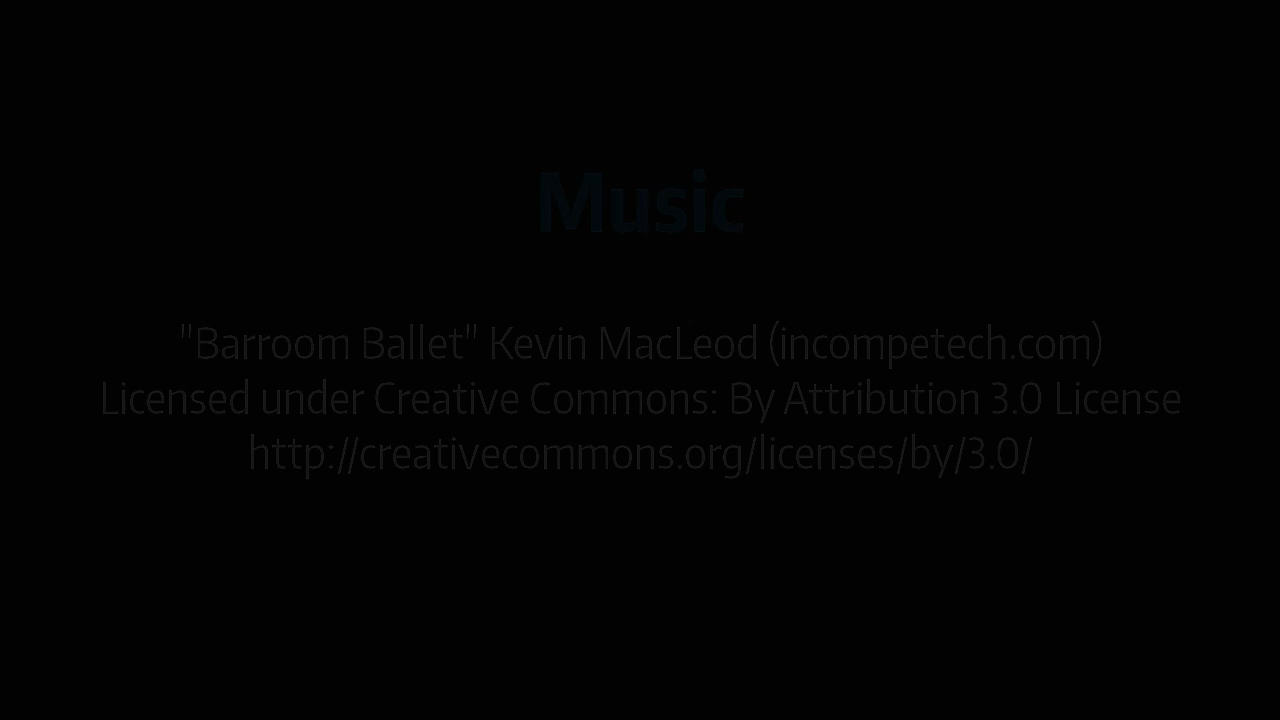 Music
"Barroom Ballet" Kevin MacLeod (incompetech.com)
Licensed under Creative Commons: By Attribution 3.0 License
http://creativecommons.org/licenses/by/3.0/